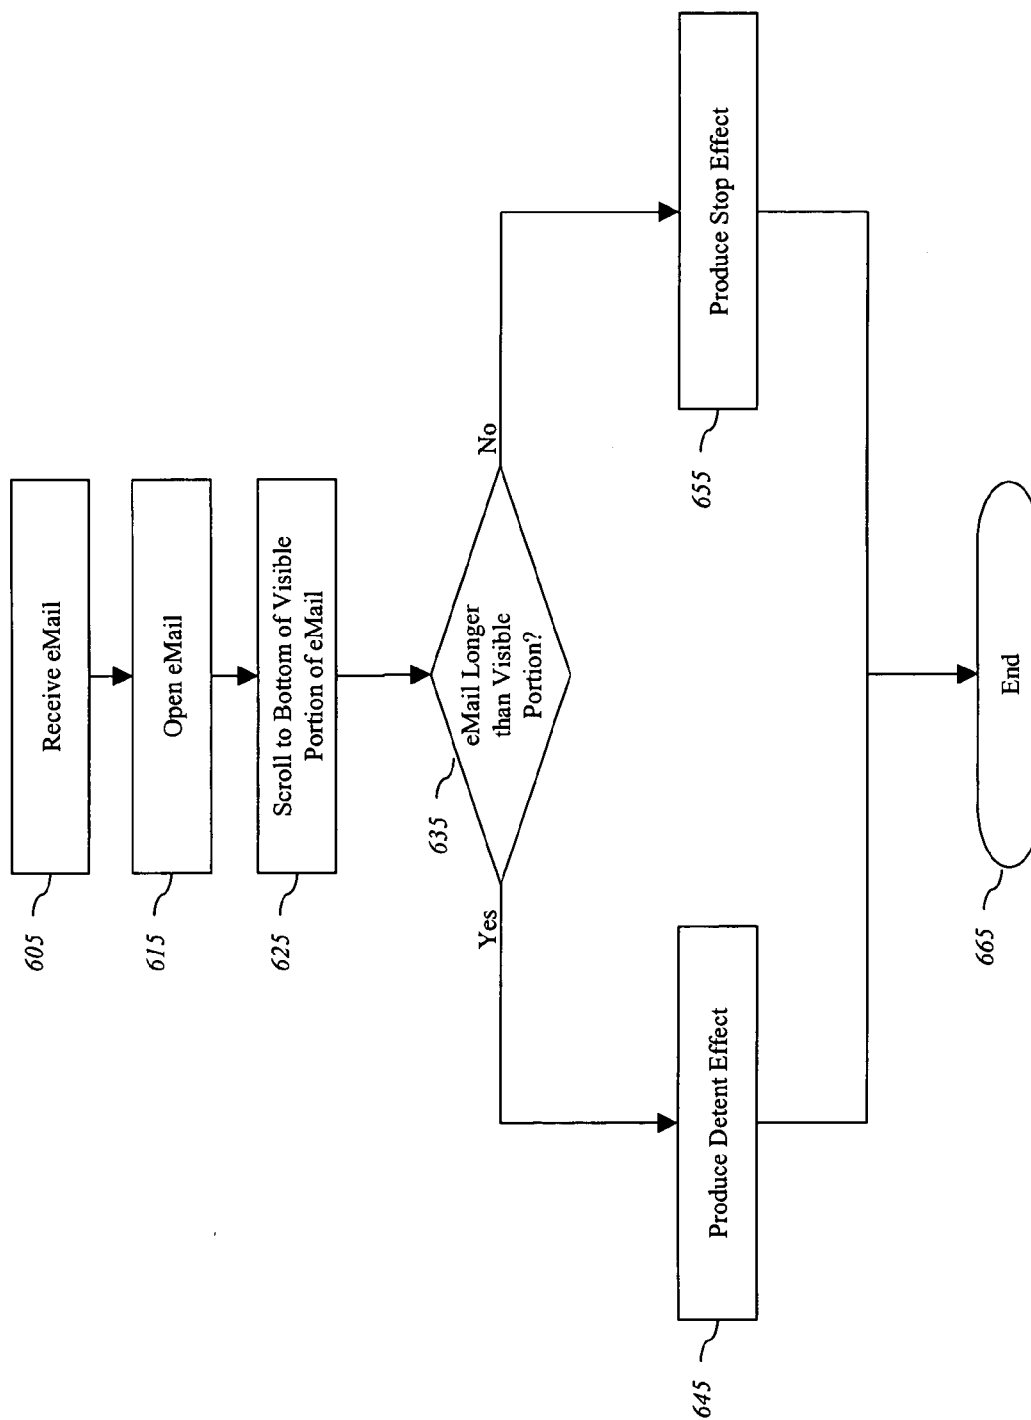 605
Receive eMail
615
Open eMail
625
Scroll to Bottom of Visible
Portion of eMail
635
eMail Longer
than Visible
Portion?
Yes
No
645
Produce Detent Effect
655
Produce Stop Effect
665
End